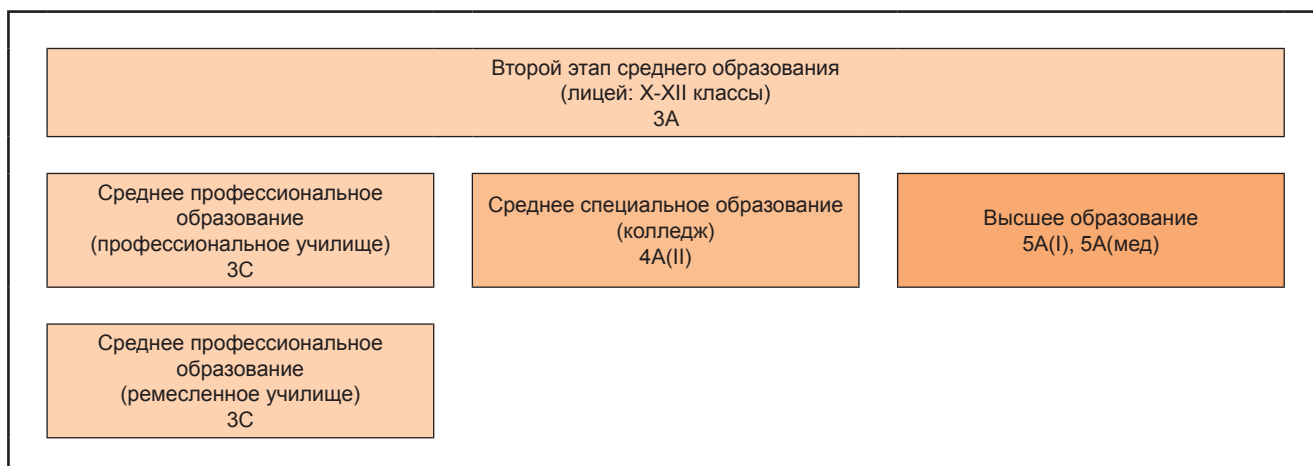 Второй этап среднего образования
(лицей: X-XII классы)
3A
Среднее профессиональное
образование
(профессиональное училище)
3C
Среднее специальное образование
(колледж)
4A(II)
Высшее образование
5A(I), 5A(мед)
Среднее профессиональное
образование
(ремесленное училище)
3C